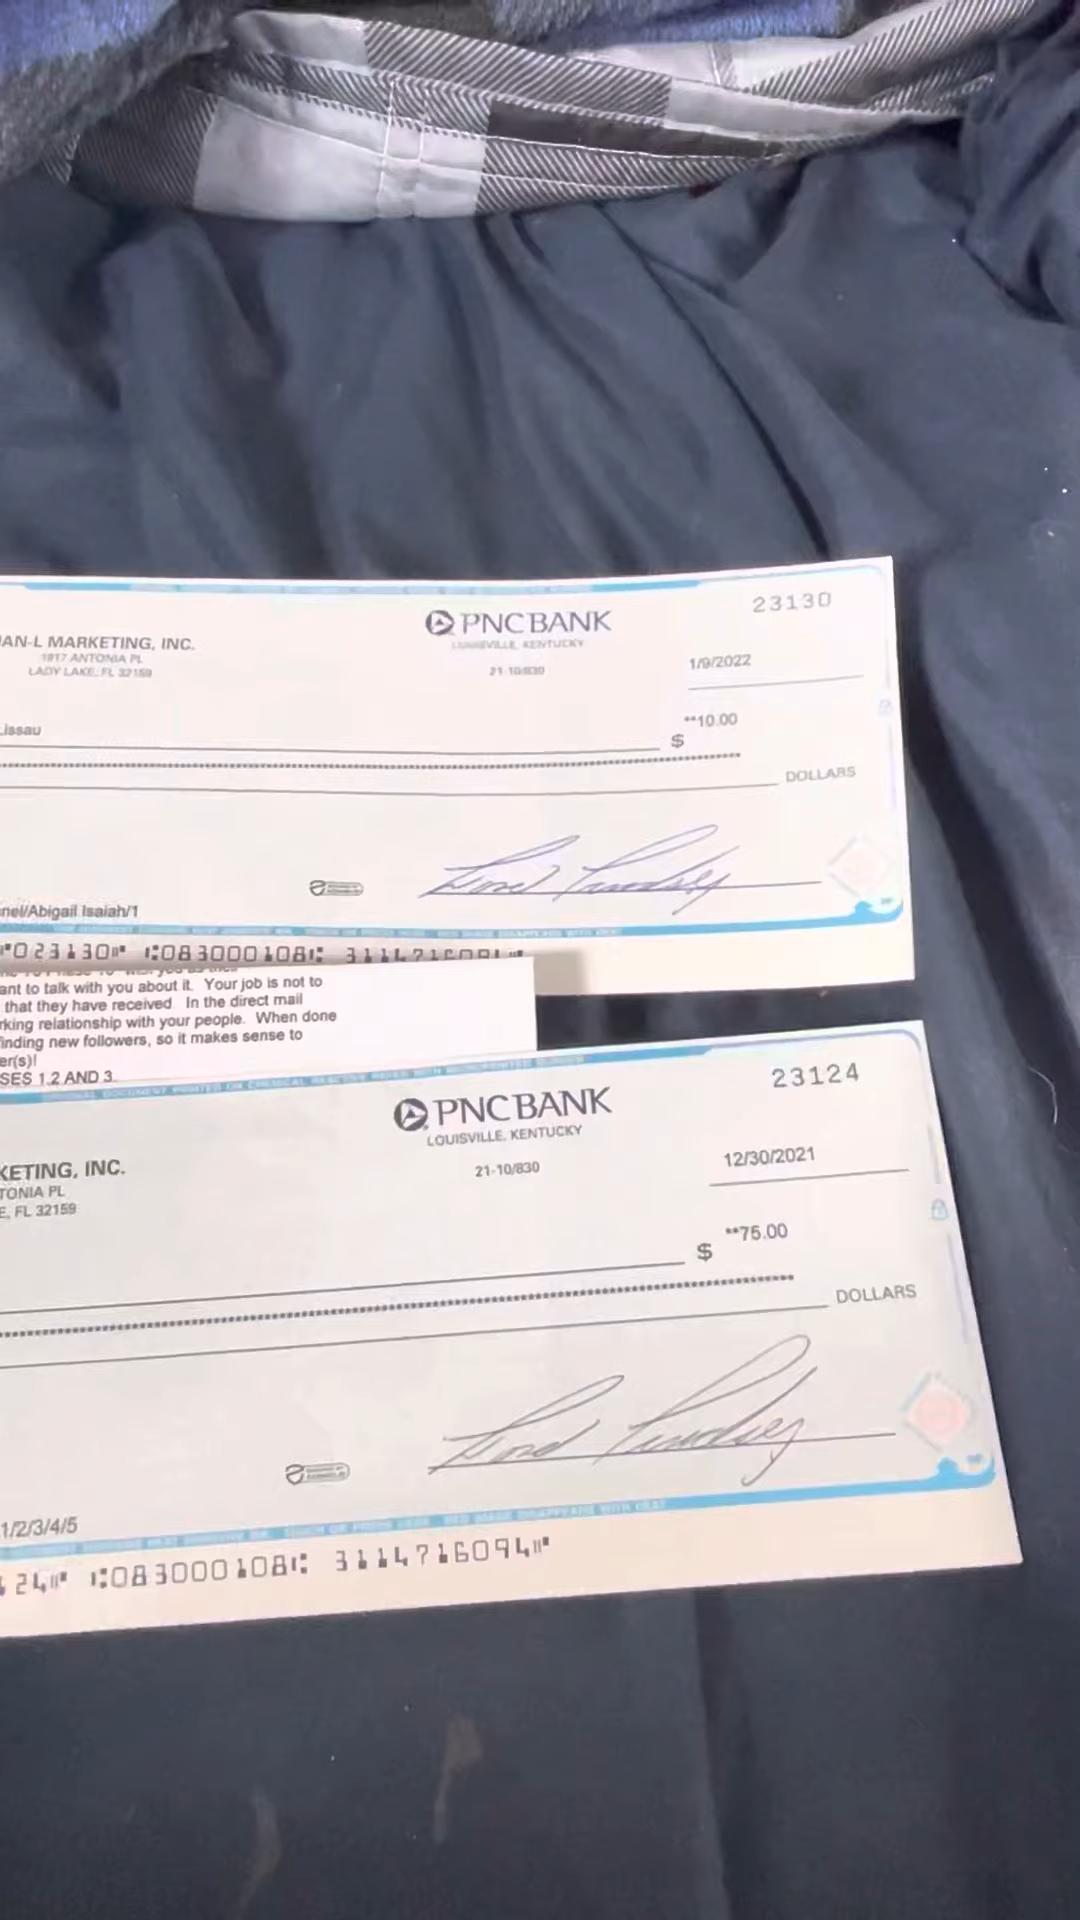 23130
PNCBANK
LOUISVILLE, KENTUCKY
21-10/830
AN-L MARKETING, INC.
1817 ANTONIA PL
LADY LAKE, FL 32159
1/9/2022
Lissau
$ **10.00
DOLLARS
nel/Abigail Isaiah/1
⑈023130⑈ ⑆083000108⑆
ant to talk with you about it. Your job is not to
that they have received. In the direct mail
rking relationship with your people. When done
finding new followers, so it makes sense to
er(s)!
SES 1,2 AND 3.
23124
PNCBANK
LOUISVILLE, KENTUCKY
21-10/830
KETING, INC.
TONIA PL
E, FL 32159
12/30/2021
$ **75.00
DOLLARS
1/2/3/4/5
24⑈ ⑆083000108⑆ 3114716094⑈